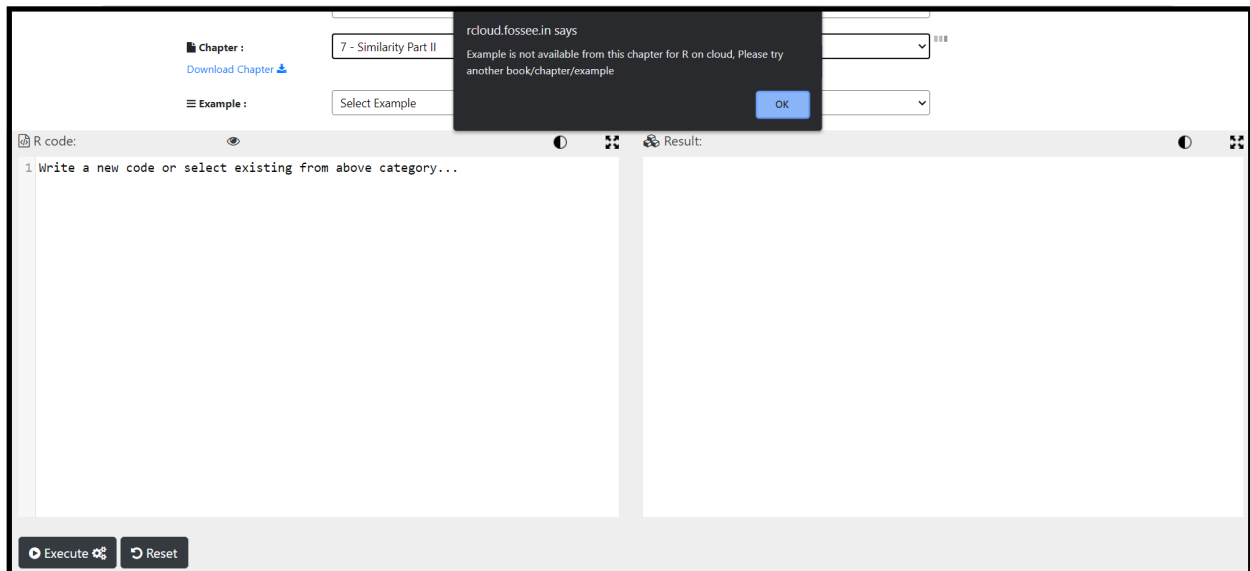 rcloud.fossee.in says
Example is not available from this chapter for R on cloud, Please try
another book/chapter/example
OK
Chapter :
7 - Similarity Part II
Download Chapter
Example :
Select Example
R code:
Result:
1 Write a new code or select existing from above category...
Execute
Reset